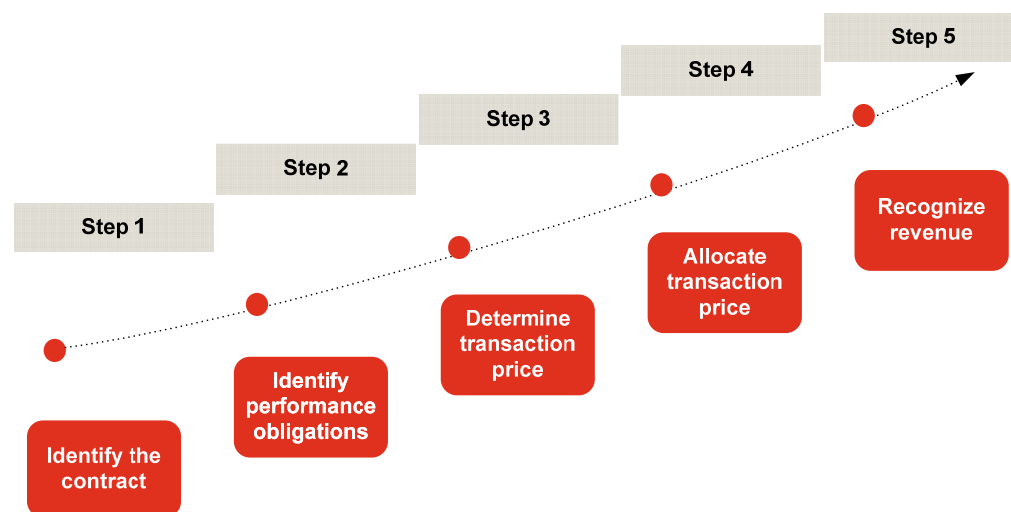 Step 1
Step 2
Step 3
Step 4
Step 5
Identify the
contract
Identify
performance
obligations
Determine
transaction
price
Allocate
transaction
price
Recognize
revenue